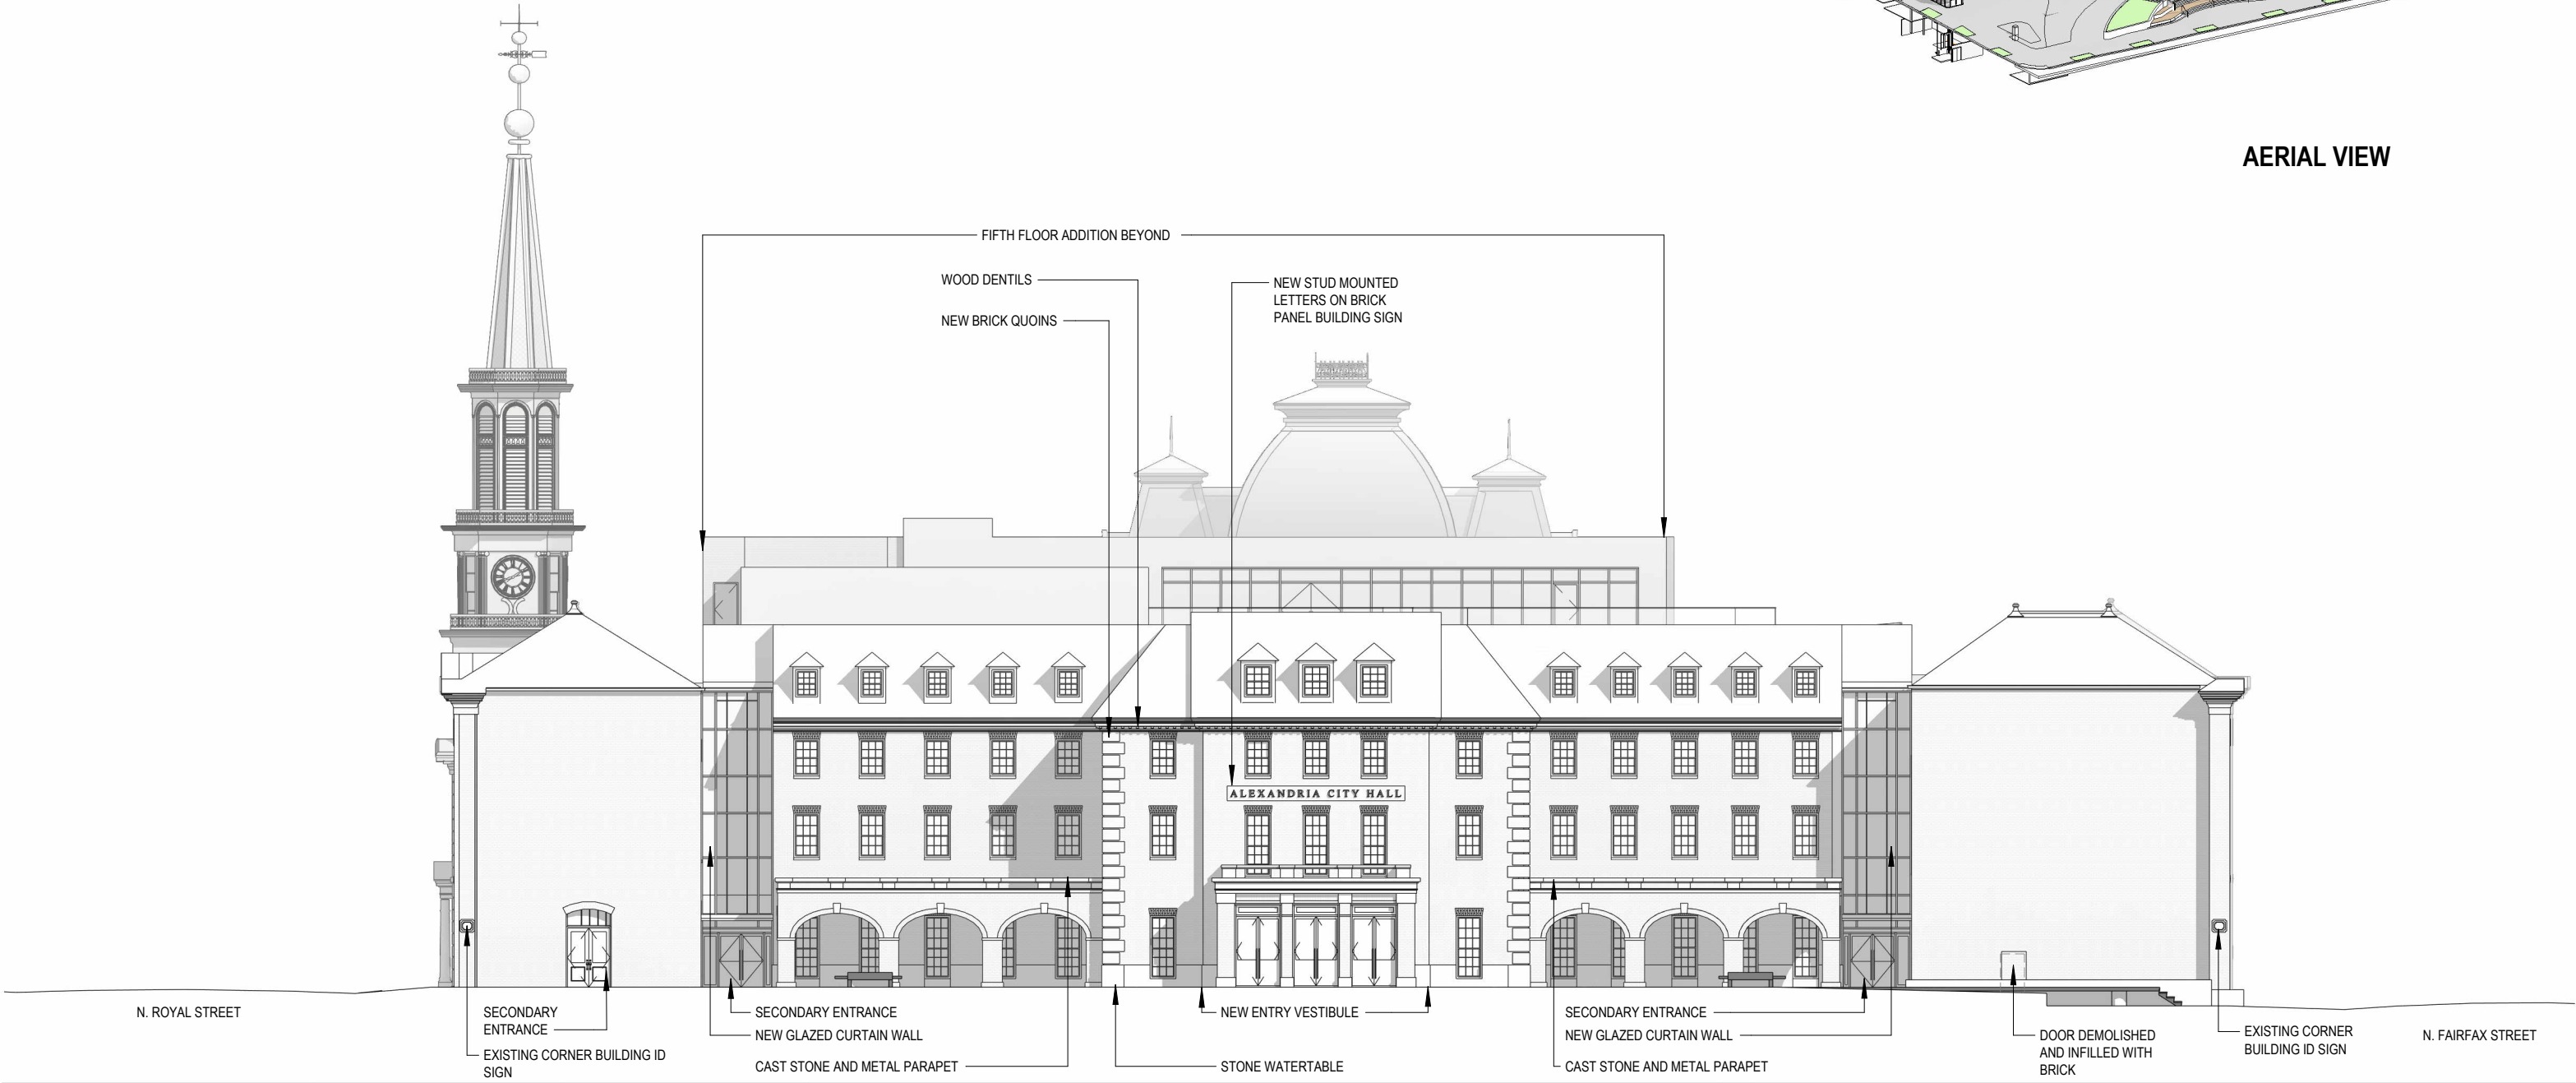 AERIAL VIEW
FIFTH FLOOR ADDITION BEYOND
WOOD DENTILS
NEW STUD MOUNTED
LETTERS ON BRICK
PANEL BUILDING SIGN
NEW BRICK QUOINS
ALEXANDRIA CITY HALL
N. ROYAL STREET
SECONDARY
ENTRANCE
EXISTING CORNER BUILDING ID
SIGN
SECONDARY ENTRANCE
NEW GLAZED CURTAIN WALL
CAST STONE AND METAL PARAPET
NEW ENTRY VESTIBULE
STONE WATERTABLE
SECONDARY ENTRANCE
NEW GLAZED CURTAIN WALL
CAST STONE AND METAL PARAPET
DOOR DEMOLISHED
AND INFILLED WITH
BRICK
EXISTING CORNER
BUILDING ID SIGN
N. FAIRFAX STREET